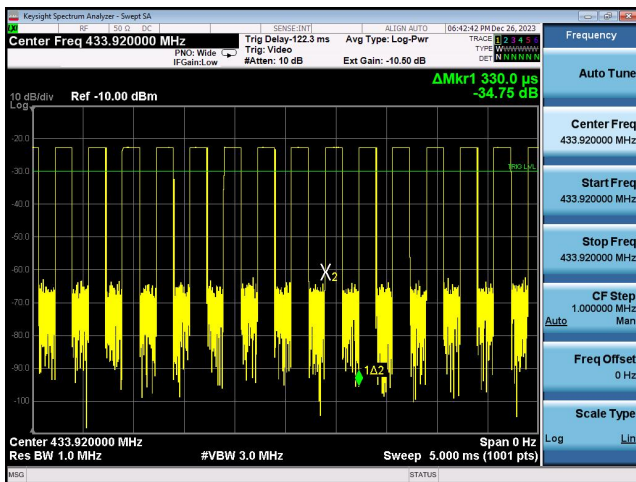 Keysight Spectrum Analyzer - Swept SA
RF 50 Ω DC SENSE:INT ALIGN AUTO 06:42:42 PM Dec 26, 2023
Center Freq 433.920000 MHz
PNO: Wide
IFGain:Low
Trig Delay-122.3 ms
Trig: Video
#Atten: 10 dB
Avg Type: Log-Pwr
Ext Gain: -10.50 dB
TRACE 1 2 3 4 5 6
TYPE
DET N N N N N N
ΔMkr1 330.0 µs
-34.75 dB
10 dB/div Ref -10.00 dBm
Log
-20.0
-30.0
-40.0
-50.0
-60.0
-70.0
-80.0
-90.0
-100
TRIG LVL
X2
1Δ2
Center 433.920000 MHz Span 0 Hz
Res BW 1.0 MHz #VBW 3.0 MHz Sweep 5.000 ms (1001 pts)
MSG STATUS
Frequency
Auto Tune
Center Freq
433.920000 MHz
Start Freq
433.920000 MHz
Stop Freq
433.920000 MHz
CF Step
1.000000 MHz
Auto Man
Freq Offset
0 Hz
Scale Type
Log Lin